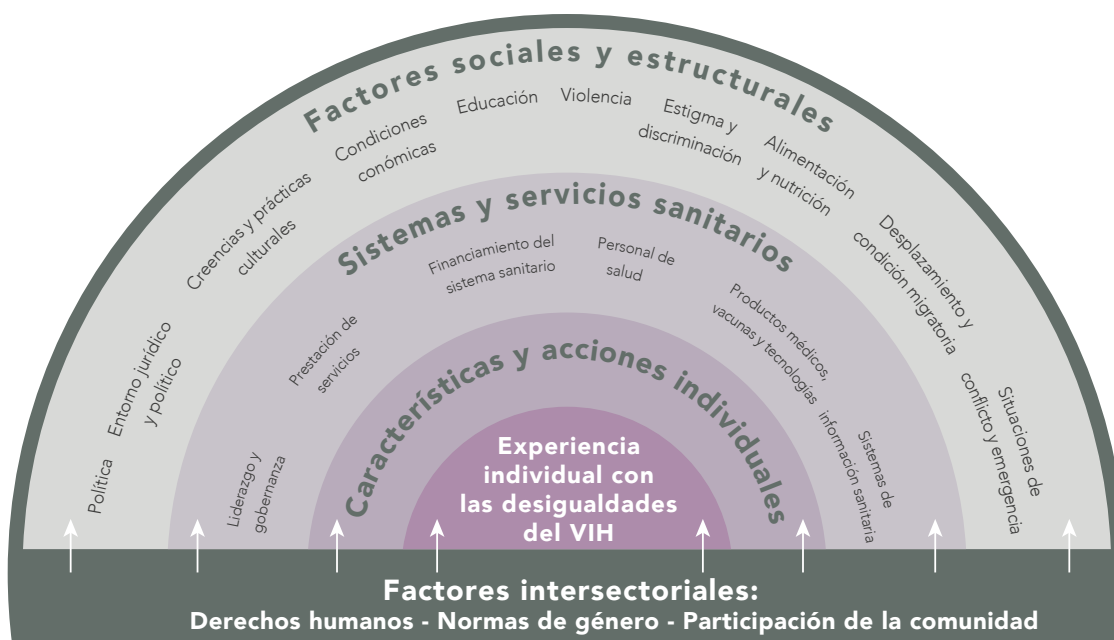 Factores sociales y estructurales
Política
Entorno jurídico
y político
Creencias y prácticas
culturales
Condiciones
conómicas
Educación
Violencia
Estigma y
discriminación
Alimentación
y nutrición
Desplazamiento y
condición migratoria
Situaciones de
conflicto y emergencia
Sistemas y servicios sanitarios
Liderazgo y
gobernanza
Prestación de
servicios
Financiamiento del
sistema sanitario
Personal de
salud
Productos médicos,
vacunas y tecnologías
Sistemas de
información sanitaria
Características y acciones individuales
Experiencia
individual con
las desigualdades
del VIH
Factores intersectoriales:
Derechos humanos - Normas de género - Participación de la comunidad